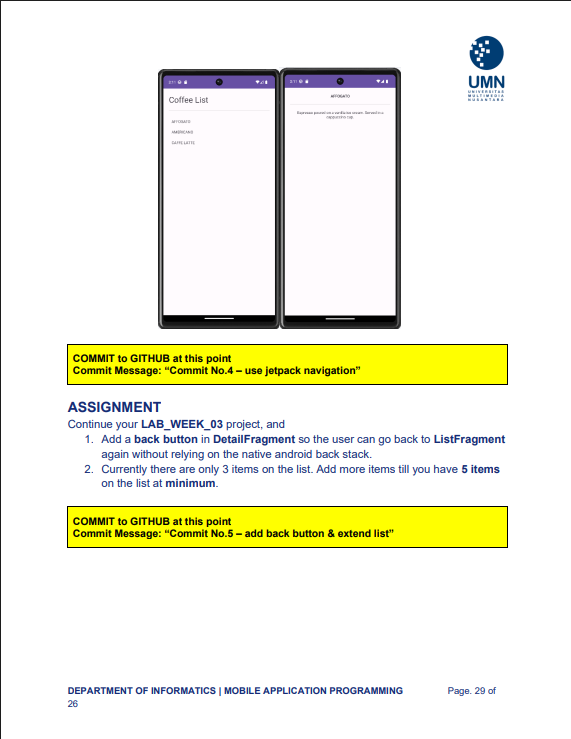 UMN
UNIVERSITAS
MULTIMEDIA
NUSANTARA
Coffee List
AFFOGATO
AMERICANO
CAFFE LATTE
AFFOGATO
Espresso poured on a vanilla ice cream. Served in a
cappuccino cup.
COMMIT to GITHUB at this point
Commit Message: “Commit No.4 – use jetpack navigation”
ASSIGNMENT
Continue your LAB_WEEK_03 project, and
1. Add a back button in DetailFragment so the user can go back to ListFragment
again without relying on the native android back stack.
2. Currently there are only 3 items on the list. Add more items till you have 5 items
on the list at minimum.
COMMIT to GITHUB at this point
Commit Message: “Commit No.5 – add back button & extend list”
DEPARTMENT OF INFORMATICS | MOBILE APPLICATION PROGRAMMING Page. 29 of
26